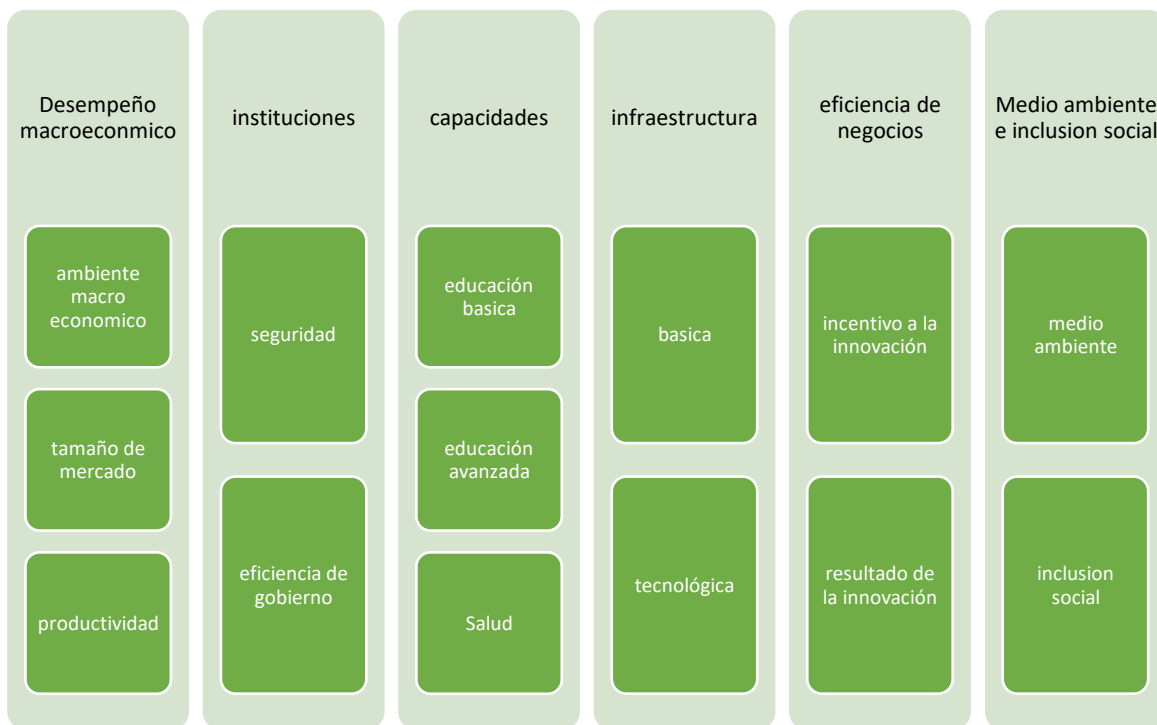 Desempeño
macroeconmico
ambiente
macro
economico
tamaño de
mercado
productividad
instituciones
seguridad
eficiencia de
gobierno
capacidades
educación
basica
educación
avanzada
Salud
infraestructura
basica
tecnológica
eficiencia de
negocios
incentivo a la
innovación
resultado de
la innovación
Medio ambiente
e inclusion social
medio
ambiente
inclusion
social